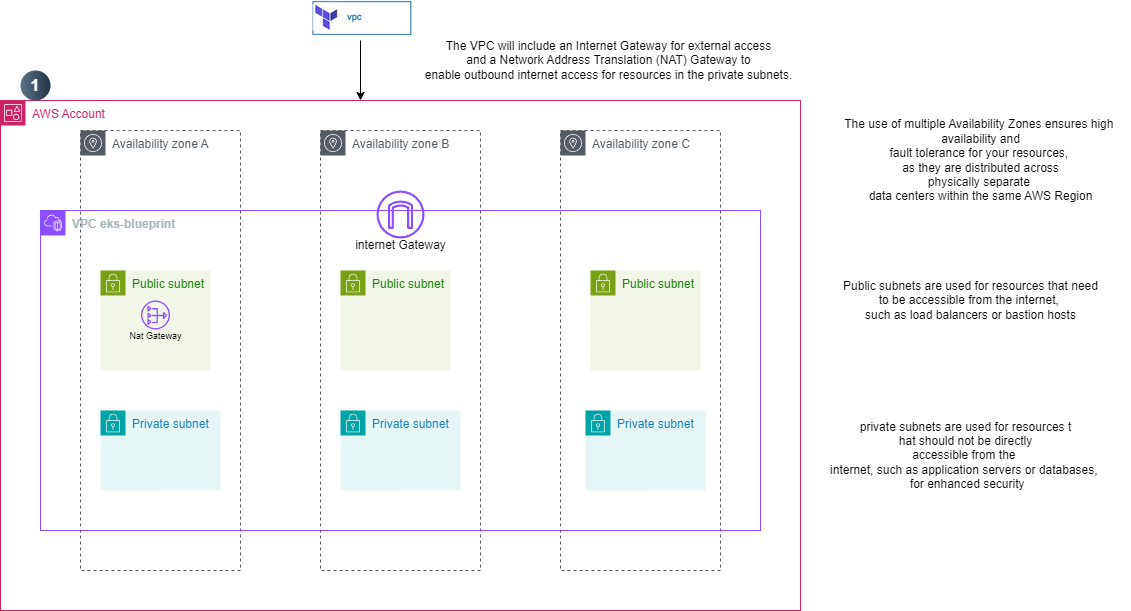 vpc
The VPC will include an Internet Gateway for external access
and a Network Address Translation (NAT) Gateway to
enable outbound internet access for resources in the private subnets.
1
AWS Account
Availability zone A
Availability zone B
Availability zone C
The use of multiple Availability Zones ensures high
availability and
fault tolerance for your resources,
as they are distributed across
physically separate
data centers within the same AWS Region
VPC eks-blueprint
internet Gateway
Public subnet
Public subnet
Public subnet
Nat Gateway
Public subnets are used for resources that need
to be accessible from the internet,
such as load balancers or bastion hosts
Private subnet
Private subnet
Private subnet
private subnets are used for resources t
hat should not be directly
accessible from the
internet, such as application servers or databases,
for enhanced security